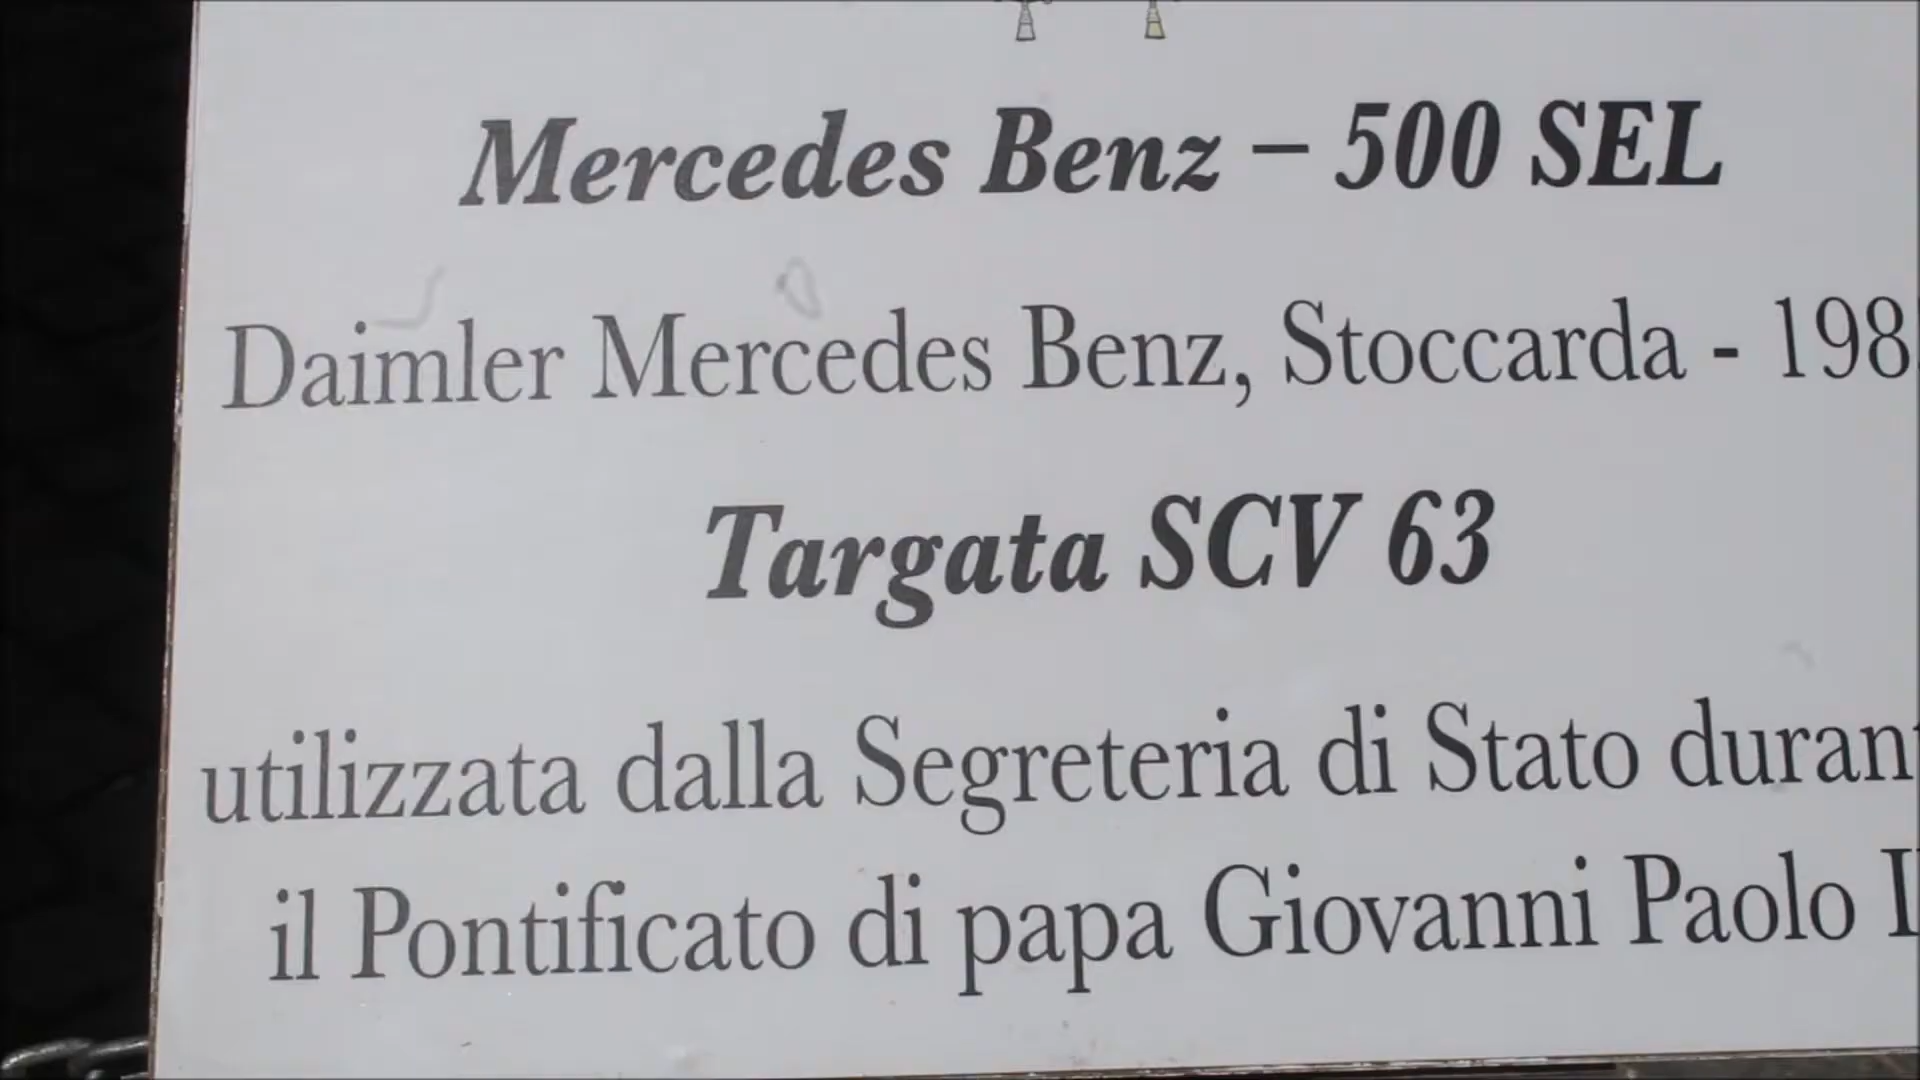 Mercedes Benz – 500 SEL
Daimler Mercedes Benz, Stoccarda - 198
Targata SCV 63
utilizzata dalla Segreteria di Stato duran
il Pontificato di papa Giovanni Paolo I